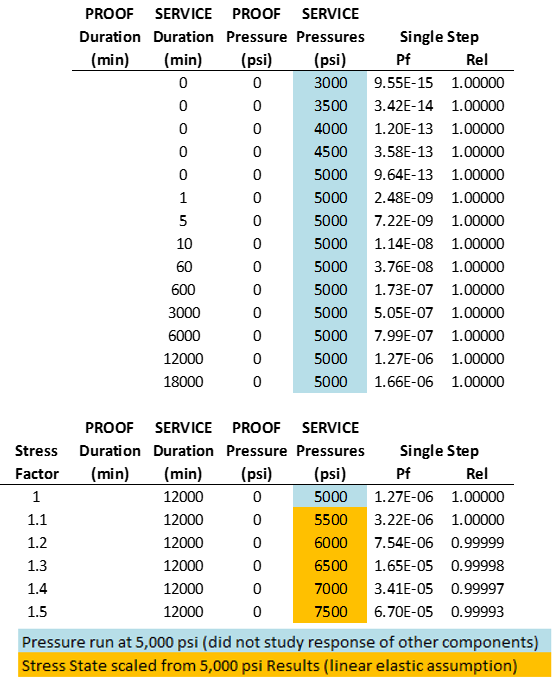 PROOF SERVICE PROOF SERVICE
Duration Duration Pressure Pressures Single Step
(min) (min) (psi) (psi) Pf Rel
0 0 3000 9.55E-15 1.00000
0 0 3500 3.42E-14 1.00000
0 0 4000 1.20E-13 1.00000
0 0 4500 3.58E-13 1.00000
0 0 5000 9.64E-13 1.00000
1 0 5000 2.48E-09 1.00000
5 0 5000 7.22E-09 1.00000
10 0 5000 1.14E-08 1.00000
60 0 5000 3.76E-08 1.00000
600 0 5000 1.73E-07 1.00000
3000 0 5000 5.05E-07 1.00000
6000 0 5000 7.99E-07 1.00000
12000 0 5000 1.27E-06 1.00000
18000 0 5000 1.66E-06 1.00000
PROOF SERVICE PROOF SERVICE
Stress Duration Duration Pressure Pressures Single Step
Factor (min) (min) (psi) (psi) Pf Rel
1 12000 0 5000 1.27E-06 1.00000
1.1 12000 0 5500 3.22E-06 1.00000
1.2 12000 0 6000 7.54E-06 0.99999
1.3 12000 0 6500 1.65E-05 0.99998
1.4 12000 0 7000 3.41E-05 0.99997
1.5 12000 0 7500 6.70E-05 0.99993
Pressure run at 5,000 psi (did not study response of other components)
Stress State scaled from 5,000 psi Results (linear elastic assumption)